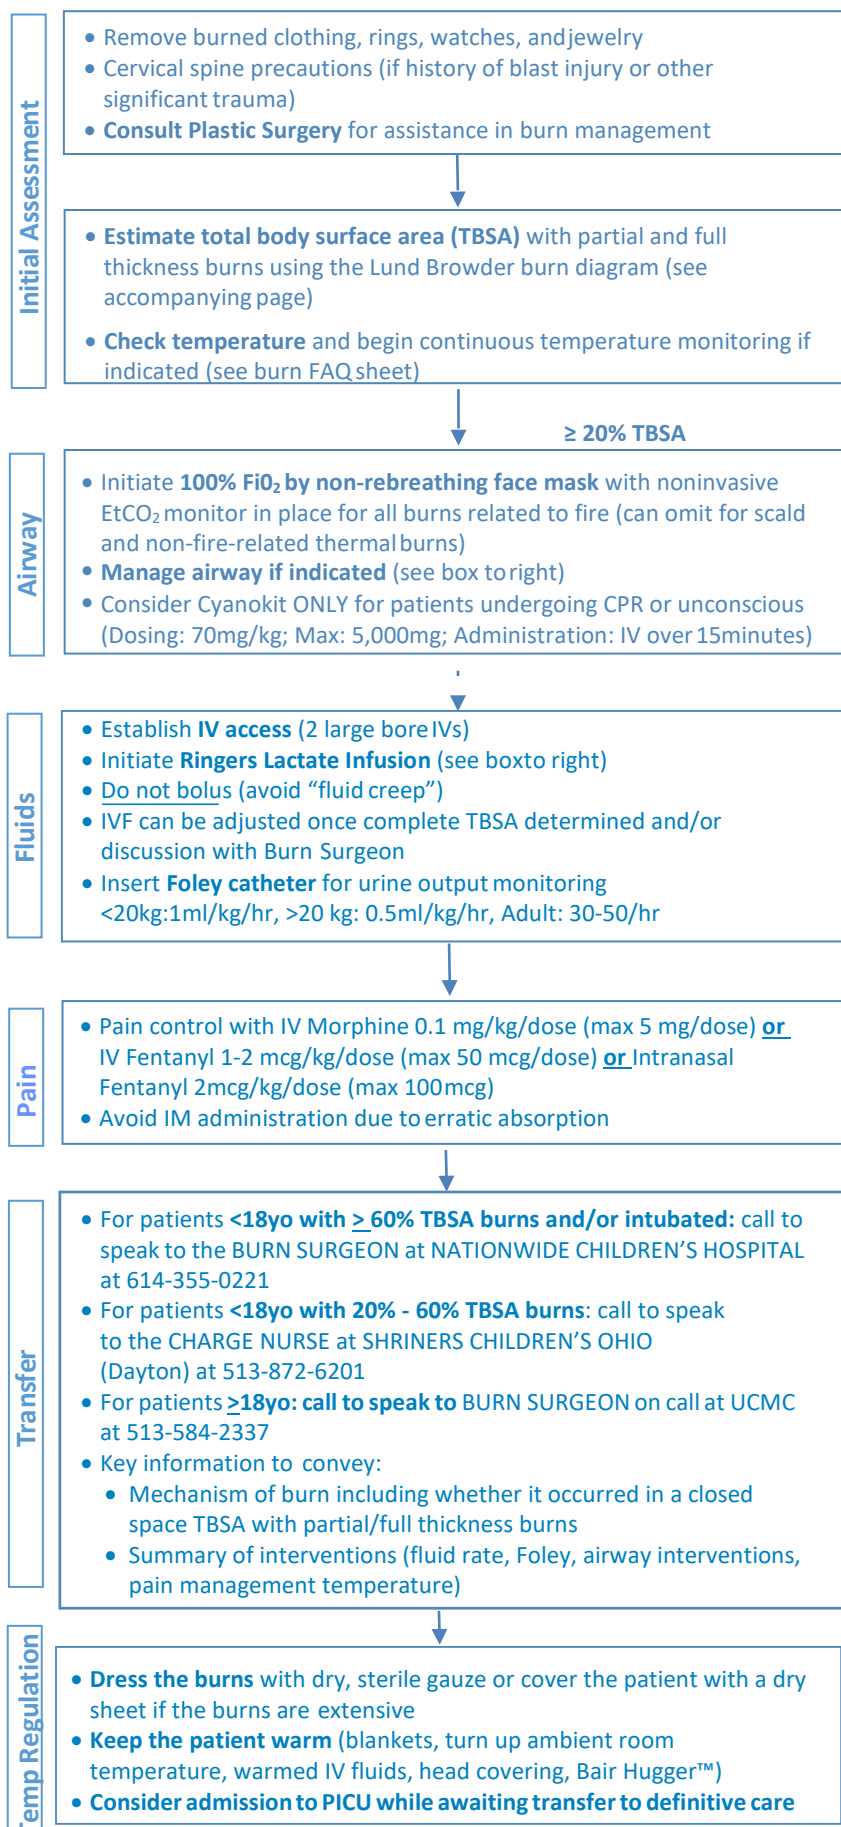 Initial Assessment
• Remove burned clothing, rings, watches, and jewelry
• Cervical spine precautions (if history of blast injury or other
significant trauma)
• Consult Plastic Surgery for assistance in burn management
• Estimate total body surface area (TBSA) with partial and full
thickness burns using the Lund Browder burn diagram (see
accompanying page)
• Check temperature and begin continuous temperature monitoring if
indicated (see burn FAQ sheet)
≥ 20% TBSA
Airway
• Initiate 100% Fi0₂ by non-rebreathing face mask with noninvasive
EtCO₂ monitor in place for all burns related to fire (can omit for scald
and non-fire-related thermal burns)
• Manage airway if indicated (see box to right)
• Consider Cyanokit ONLY for patients undergoing CPR or unconscious
(Dosing: 70mg/kg; Max: 5,000mg; Administration: IV over 15minutes)
Fluids
• Establish IV access (2 large bore IVs)
• Initiate Ringers Lactate Infusion (see boxto right)
• Do not bolus (avoid “fluid creep”)
• IVF can be adjusted once complete TBSA determined and/or
discussion with Burn Surgeon
• Insert Foley catheter for urine output monitoring
<20kg:1ml/kg/hr, >20 kg: 0.5ml/kg/hr, Adult: 30-50/hr
Pain
• Pain control with IV Morphine 0.1 mg/kg/dose (max 5 mg/dose) or
IV Fentanyl 1-2 mcg/kg/dose (max 50 mcg/dose) or Intranasal
Fentanyl 2mcg/kg/dose (max 100mcg)
• Avoid IM administration due to erratic absorption
Transfer
• For patients <18yo with > 60% TBSA burns and/or intubated: call to
speak to the BURN SURGEON at NATIONWIDE CHILDREN’S HOSPITAL
at 614-355-0221
• For patients <18yo with 20% - 60% TBSA burns: call to speak
to the CHARGE NURSE at SHRINERS CHILDREN’S OHIO
(Dayton) at 513-872-6201
• For patients >18yo: call to speak to BURN SURGEON on call at UCMC
at 513-584-2337
• Key information to convey:
• Mechanism of burn including whether it occurred in a closed
space TBSA with partial/full thickness burns
• Summary of interventions (fluid rate, Foley, airway interventions,
pain management temperature)
Temp Regulation
• Dress the burns with dry, sterile gauze or cover the patient with a dry
sheet if the burns are extensive
• Keep the patient warm (blankets, turn up ambient room
temperature, warmed IV fluids, head covering, Bair Hugger™)
• Consider admission to PICU while awaiting transfer to definitive care